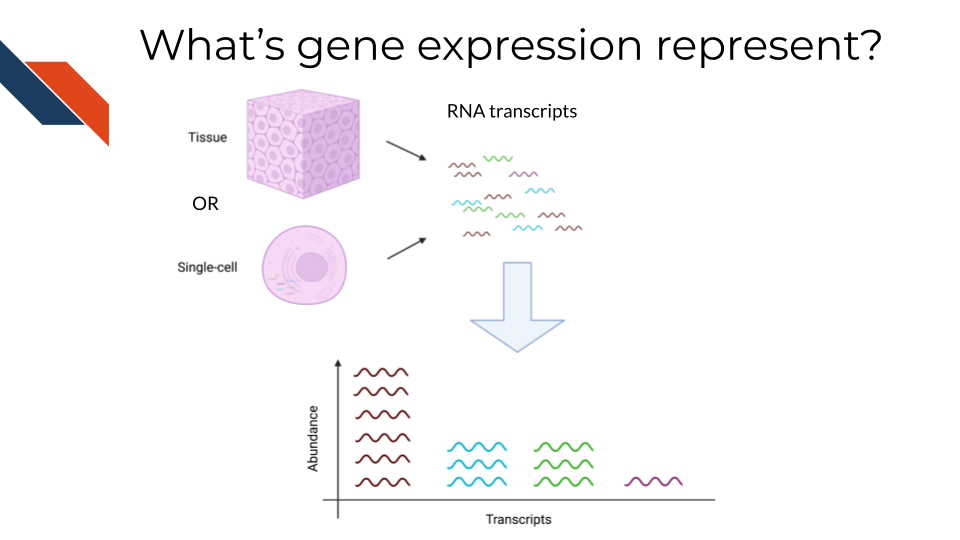 What's gene expression represent?
RNA transcripts
Tissue
OR
Single-cell
Abundance
Transcripts